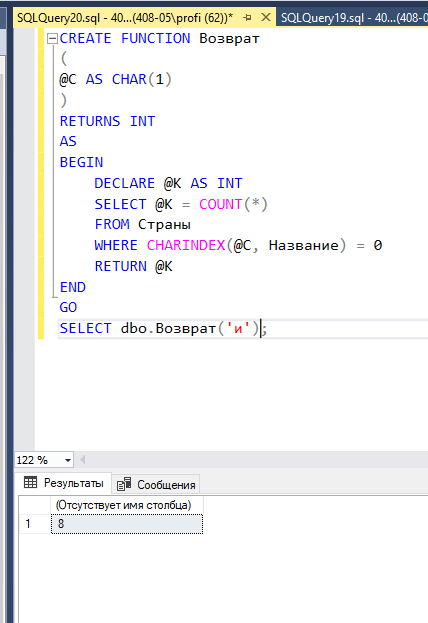 SQLQuery20.sql - 40...(408-05\profi (62))* SQLQuery19.sql - 40...(408-0
CREATE FUNCTION Возврат
(
@C AS CHAR(1)
)
RETURNS INT
AS
BEGIN
DECLARE @K AS INT
SELECT @K = COUNT(*)
FROM Страны
WHERE CHARINDEX(@C, Название) = 0
RETURN @K
END
GO
SELECT dbo.Возврат('и');
122 %
Результаты Сообщения
(Отсутствует имя столбца)
1 8